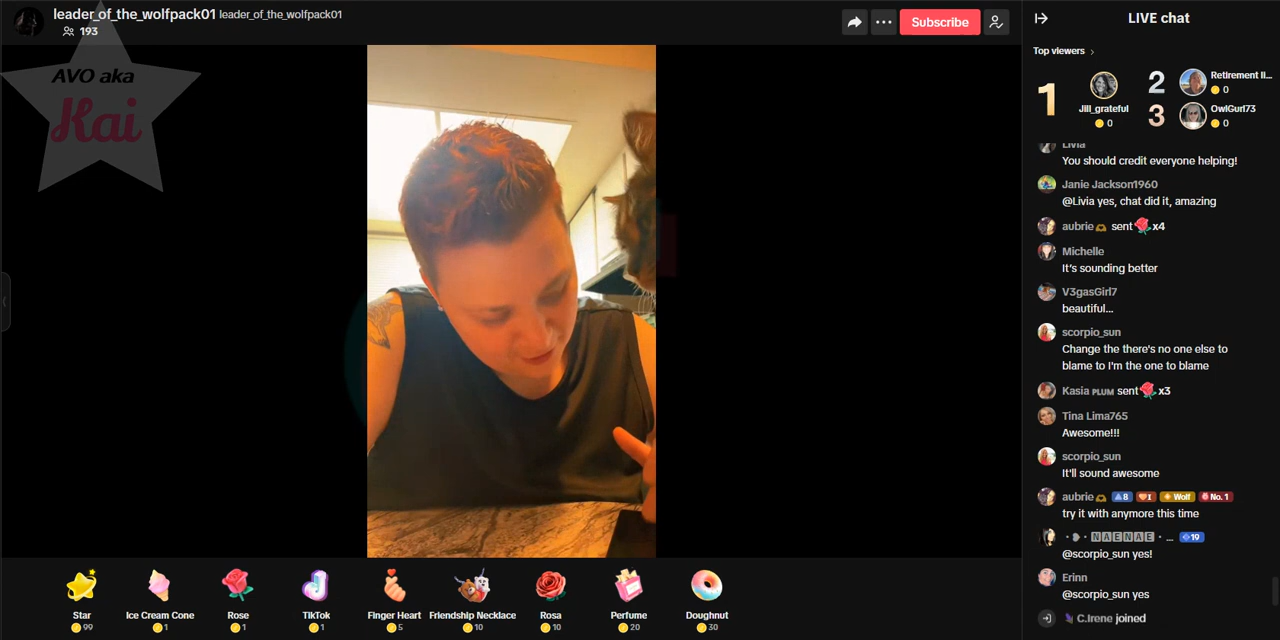 leader_of_the_wolfpack01 leader_of_the_wolfpack01
193
Subscribe
AVO aka
Kai
LIVE chat
Top viewers
1
Jill_grateful
0
2
Retirement li...
0
3
OwlGurl73
0
Livia
You should credit everyone helping!
Janie Jackson1960
@Livia yes, chat did it, amazing
aubrie sent x4
Michelle
It's sounding better
V3gasGirl7
beautiful...
scorpio_sun
Change the there's no one else to
blame to I'm the one to blame
Kasia PLUM sent x3
Tina Lima765
Awesome!!!
scorpio_sun
It'll sound awesome
aubrie 8 I Wolf No. 1
try it with anymore this time
· ❥ · NAENAE · ... 19
@scorpio_sun yes!
Erinn
@scorpio_sun yes
C.Irene joined
Star
99
Ice Cream Cone
1
Rose
1
TikTok
1
Finger Heart
5
Friendship Necklace
10
Rosa
10
Perfume
20
Doughnut
30